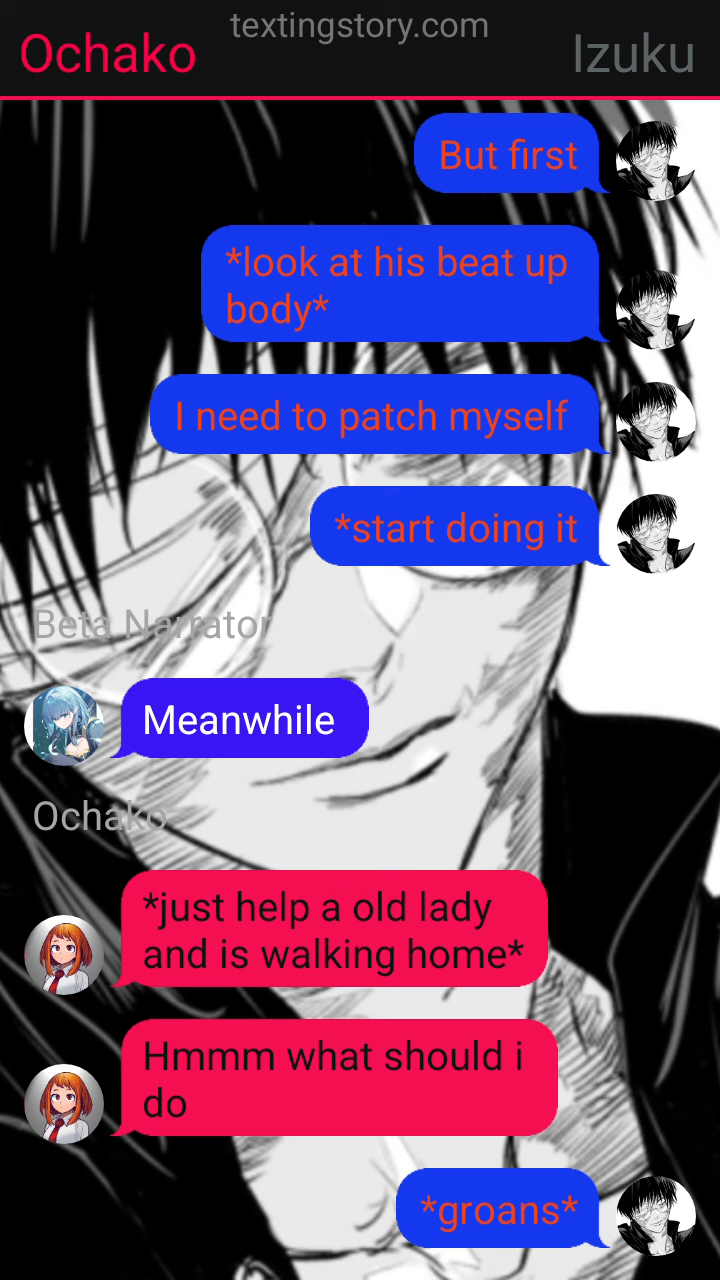 textingstory.com
Ochako
Izuku
But first
*look at his beat up
body*
I need to patch myself
*start doing it
Beta Narrator
Meanwhile
Ochako
*just help a old lady
and is walking home*
Hmmm what should i
do
*groans*